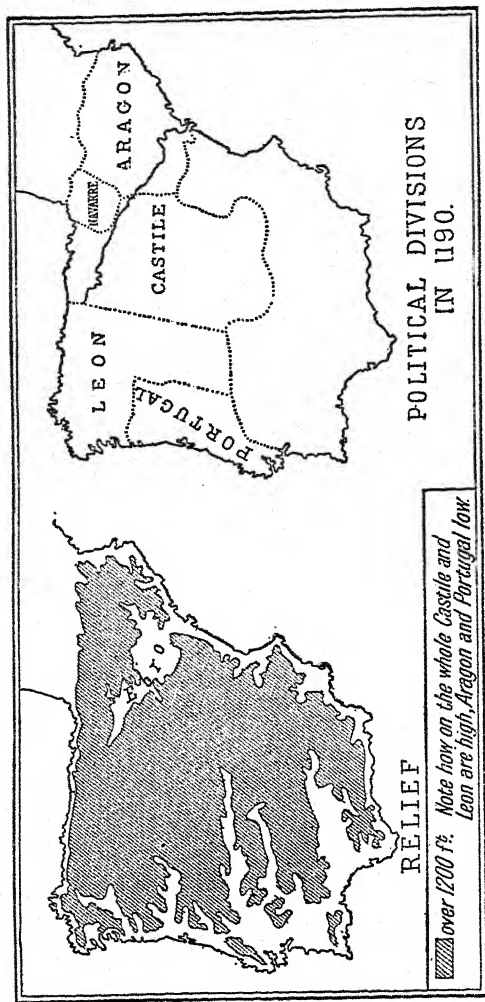 Ebro
RELIEF
over 1200 ft. Note how on the whole Castile and
Leon are high, Aragon and Portugal low.
LEON
NAVARRE
ARAGON
CASTILE
PORTUGAL
POLITICAL DIVISIONS
IN 1190.